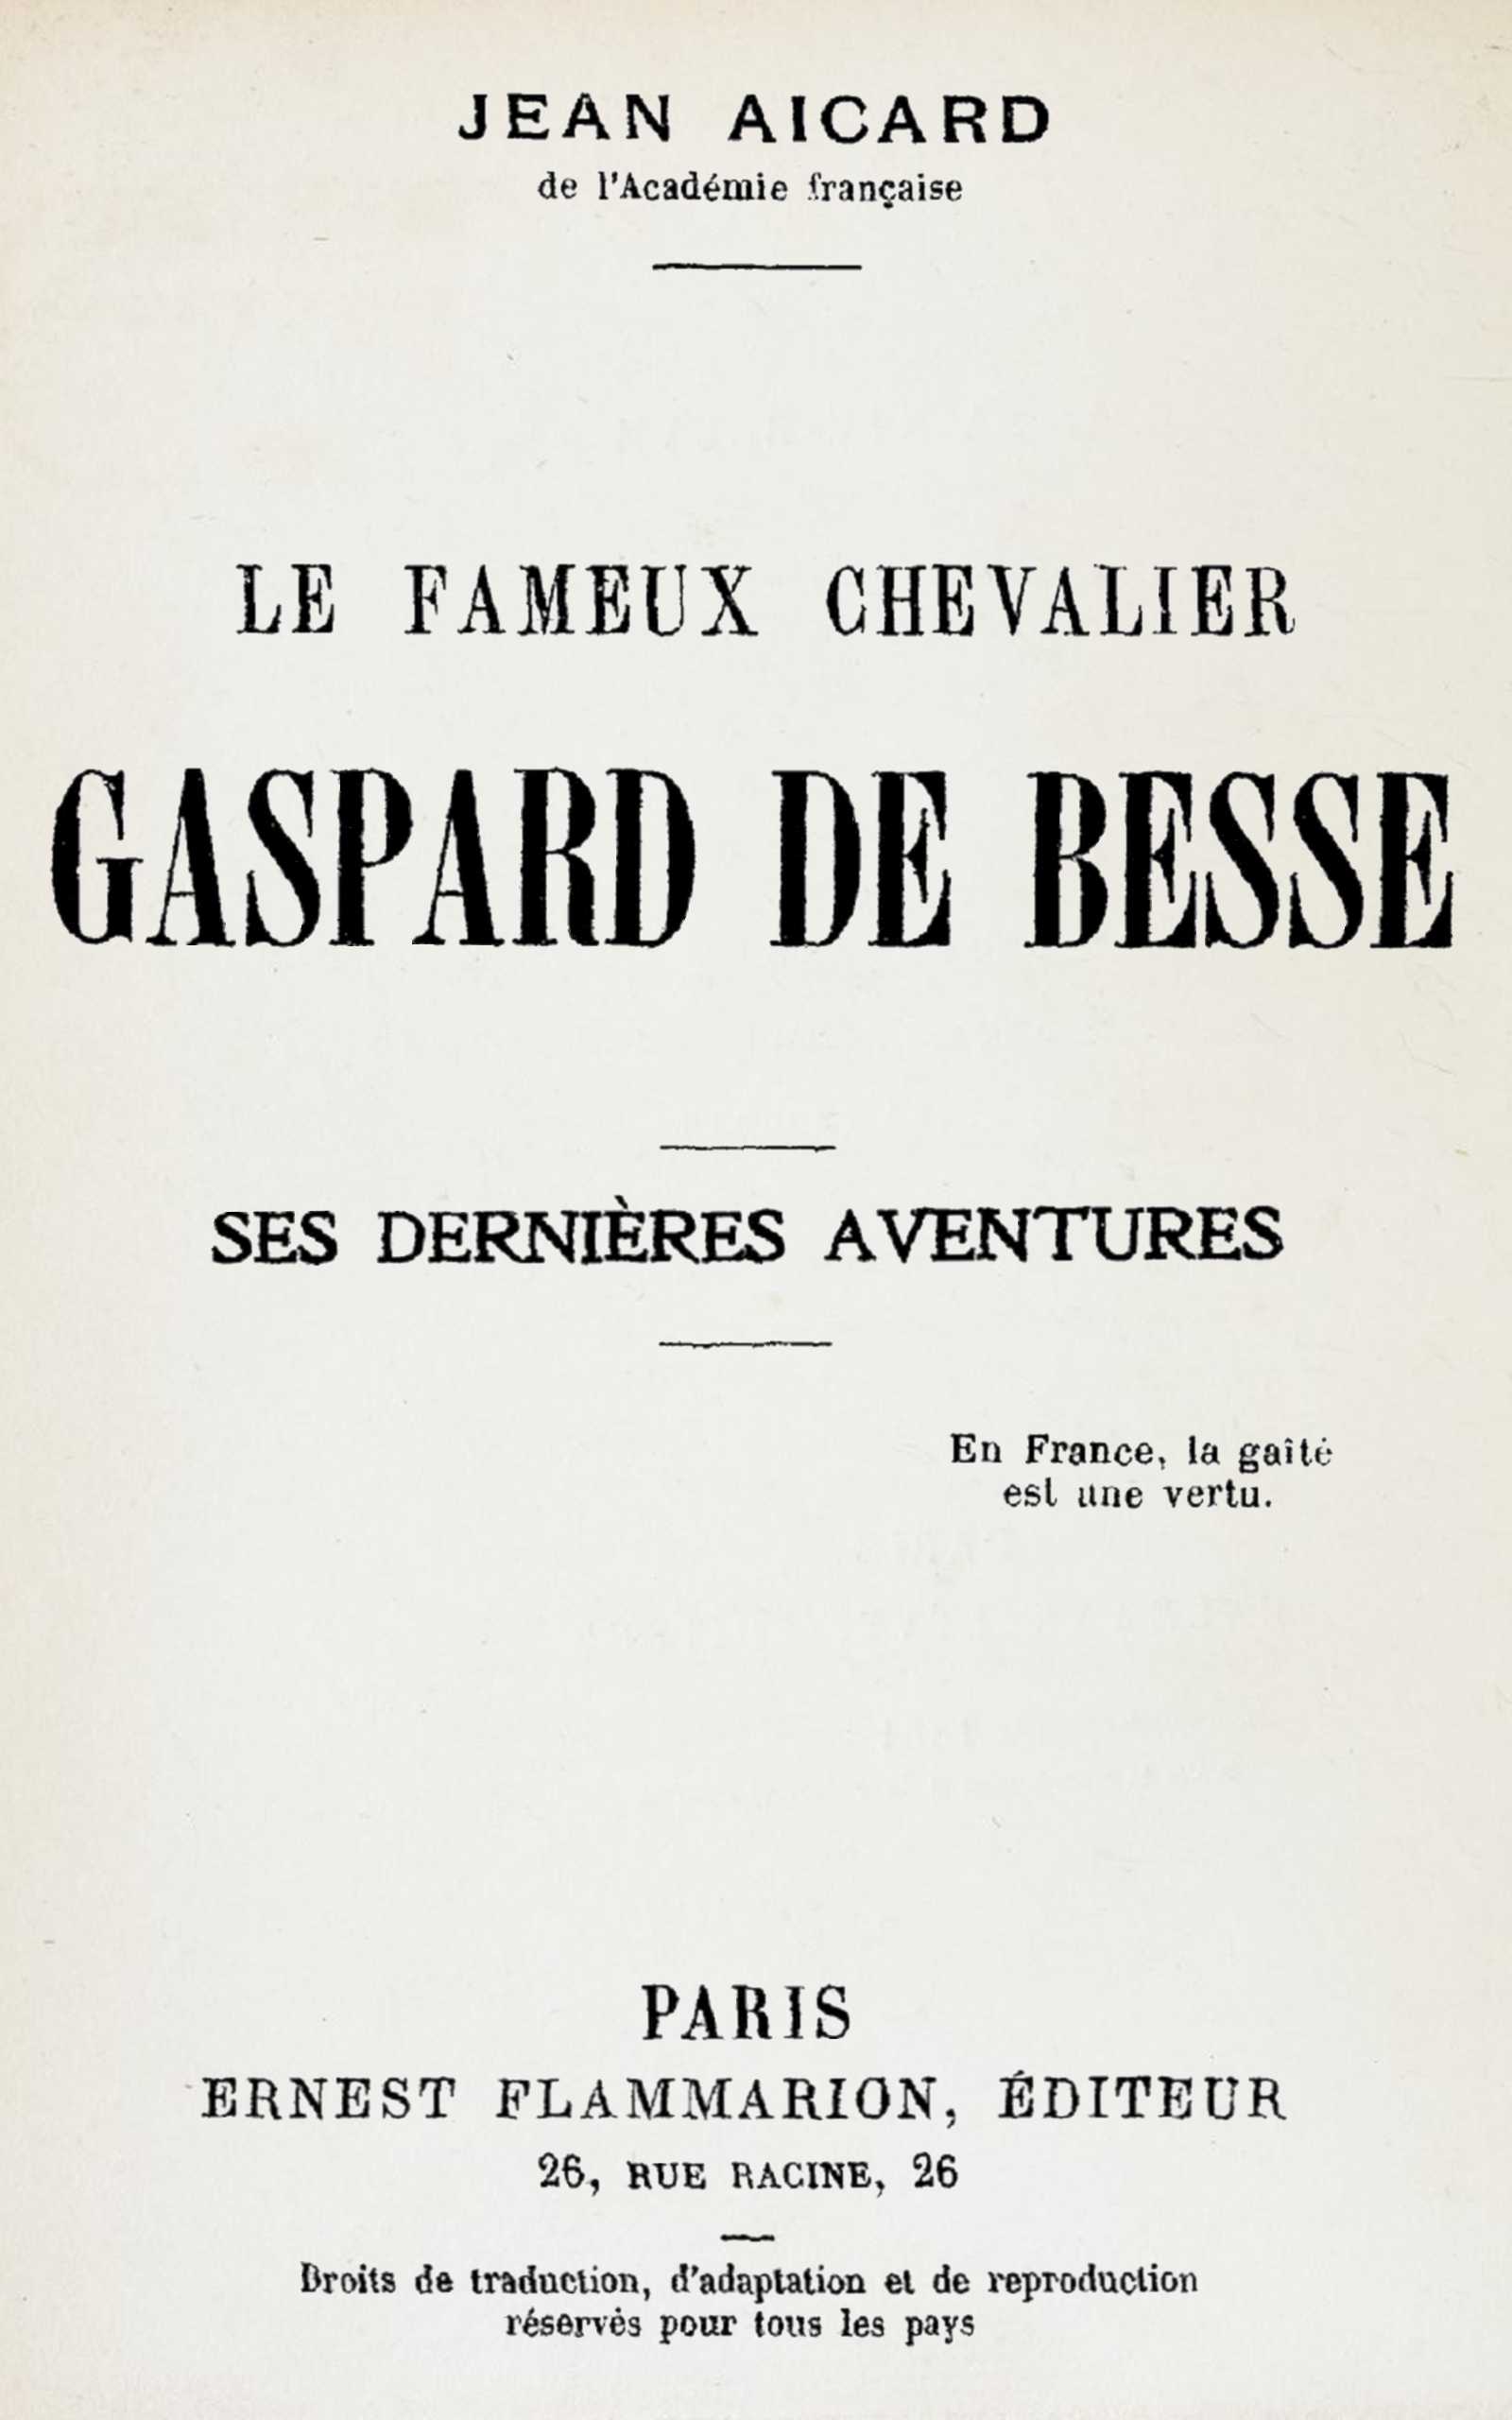 JEAN AICARD
de l'Académie française
LE FAMEUX CHEVALIER
GASPARD DE BESSE
SES DERNIÈRES AVENTURES
En France, la gaîté
est une vertu.
PARIS
ERNEST FLAMMARION, ÉDITEUR
26, RUE RACINE, 26
Droits de traduction, d'adaptation et de reproduction
réservés pour tous les pays